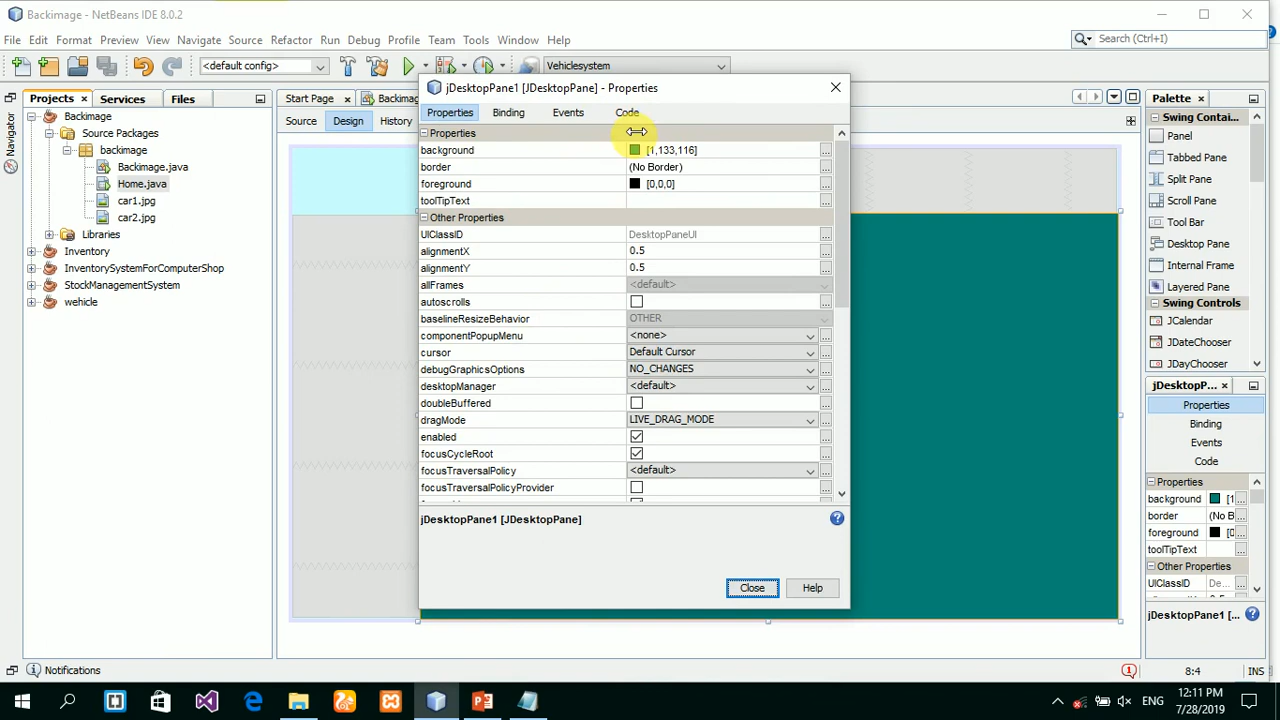 Backimage - NetBeans IDE 8.0.2
File Edit Format Preview View Navigate Source Refactor Run Debug Profile Team Tools Window Help
Search (Ctrl+I)
<default config>
Vehiclesystem
Projects × Services Files
Start Page ×
Source Design History
Navigator
Backimage
Source Packages
backimage
Backimage.java
Home.java
car1.jpg
car2.jpg
Libraries
Inventory
InventorySystemForComputerShop
StockManagementSystem
wehicle
jDesktopPane1 [JDesktopPane] - Properties
Properties Binding Events Code
Properties
background [1,133,116] ...
border (No Border) ...
foreground [0,0,0] ...
toolTipText ...
Other Properties
UIClassID DesktopPaneUI ...
alignmentX 0.5 ...
alignmentY 0.5 ...
allFrames <default> ...
autoscrolls ...
baselineResizeBehavior OTHER ...
componentPopupMenu <none> ...
cursor Default Cursor ...
debugGraphicsOptions NO_CHANGES ...
desktopManager <default> ...
doubleBuffered ...
dragMode LIVE_DRAG_MODE ...
enabled ...
focusCycleRoot ...
focusTraversalPolicy <default> ...
focusTraversalPolicyProvider ...
jDesktopPane1 [JDesktopPane]
Close Help
Palette ×
Swing Contai...
Panel
Tabbed Pane
Split Pane
Scroll Pane
Tool Bar
Desktop Pane
Internal Frame
Layered Pane
Swing Controls
JCalendar
JDateChooser
JDayChooser
jDesktopP... ×
Properties
Binding
Events
Code
Properties
background [1 ...
border (No B ...
foreground [0 ...
toolTipText ...
Other Properties
UIClassID De... ...
jDesktopPane1 [...
Notifications
8:4 INS
ENG
12:11 PM
7/28/2019